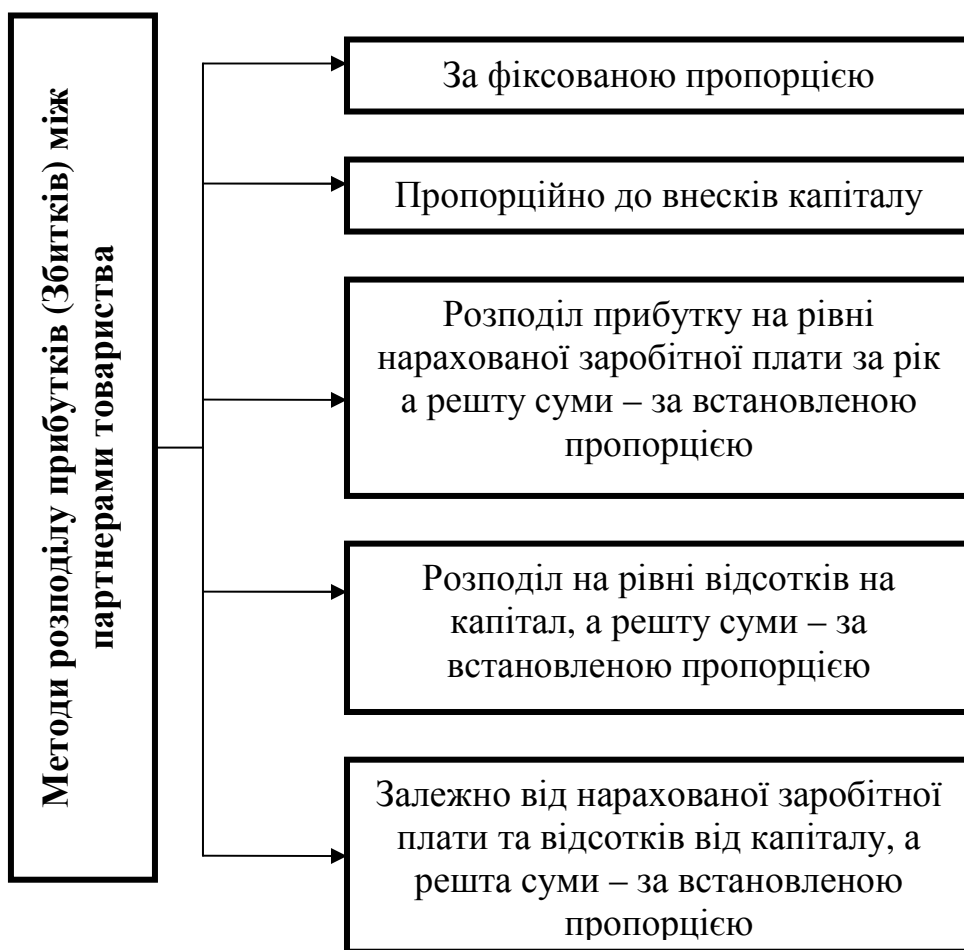 Методи розподілу прибутків (Збитків) між
партнерами товариства
За фіксованою пропорцією
Пропорційно до внесків капіталу
Розподіл прибутку на рівні
нарахованої заробітної плати за рік
а решту суми – за встановленою
пропорцією
Розподіл на рівні відсотків на
капітал, а решту суми – за
встановленою пропорцією
Залежно від нарахованої заробітної
плати та відсотків від капіталу, а
решта суми – за встановленою
пропорцією